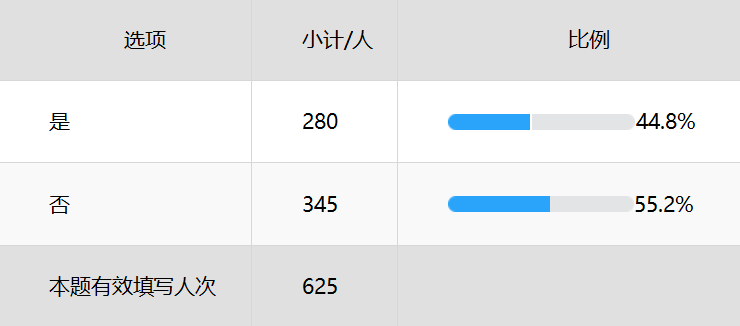 选项 小计/人 比例
是 280 44.8%
否 345 55.2%
本题有效填写人次 625